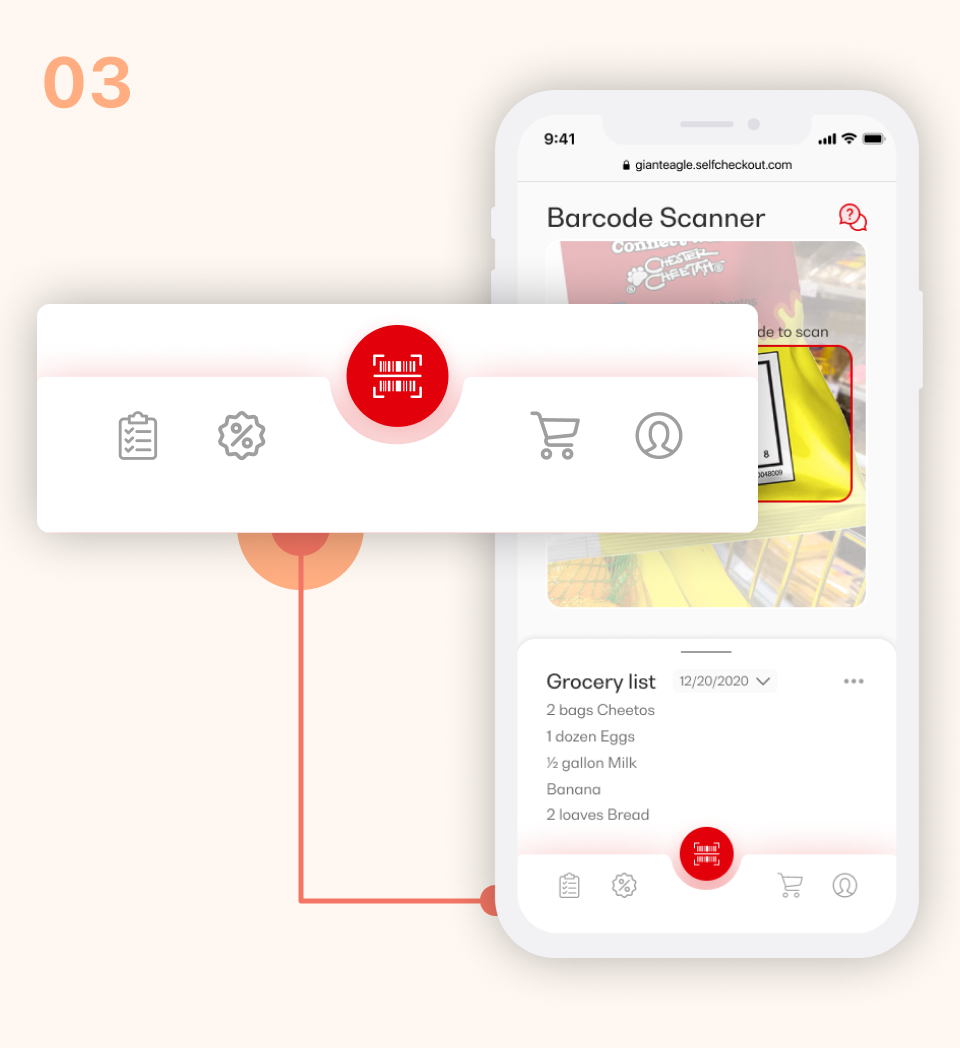 03
9:41
gianteagle.selfcheckout.com
Barcode Scanner
?
CHESTER
CHEETAH
®
de to scan
8
0048009
Grocery list
12/20/2020
2 bags Cheetos
1 dozen Eggs
½ gallon Milk
Banana
2 loaves Bread